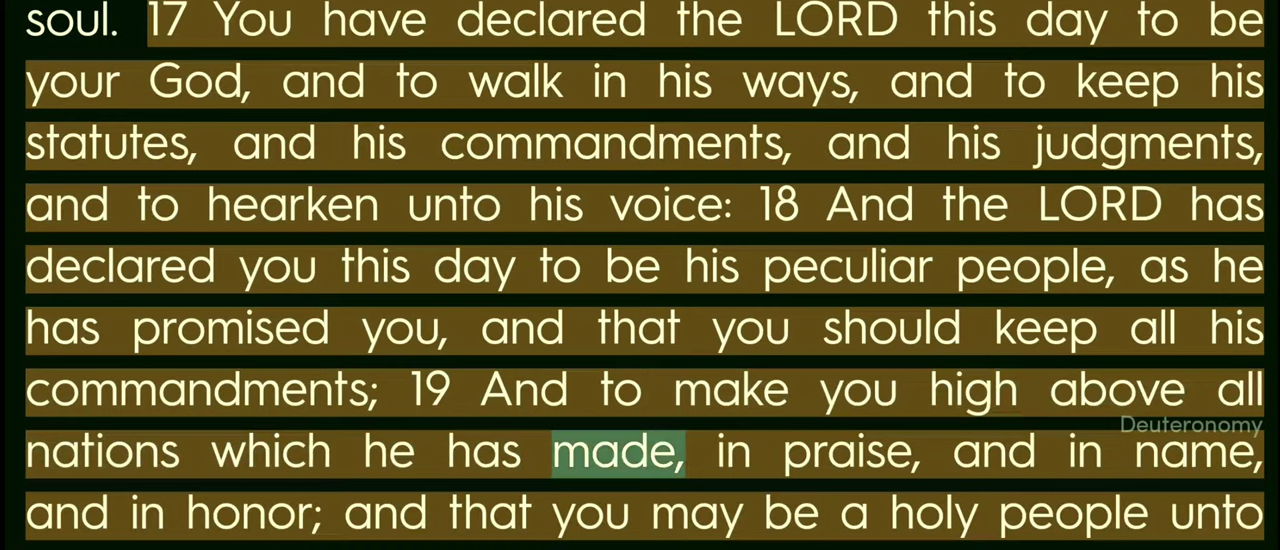 soul. 17 You have declared the LORD this day to be
your God, and to walk in his ways, and to keep his
statutes, and his commandments, and his judgments,
and to hearken unto his voice: 18 And the LORD has
declared you this day to be his peculiar people, as he
has promised you, and that you should keep all his
commandments; 19 And to make you high above all
Deuteronomy
nations which he has made, in praise, and in name,
and in honor; and that you may be a holy people unto